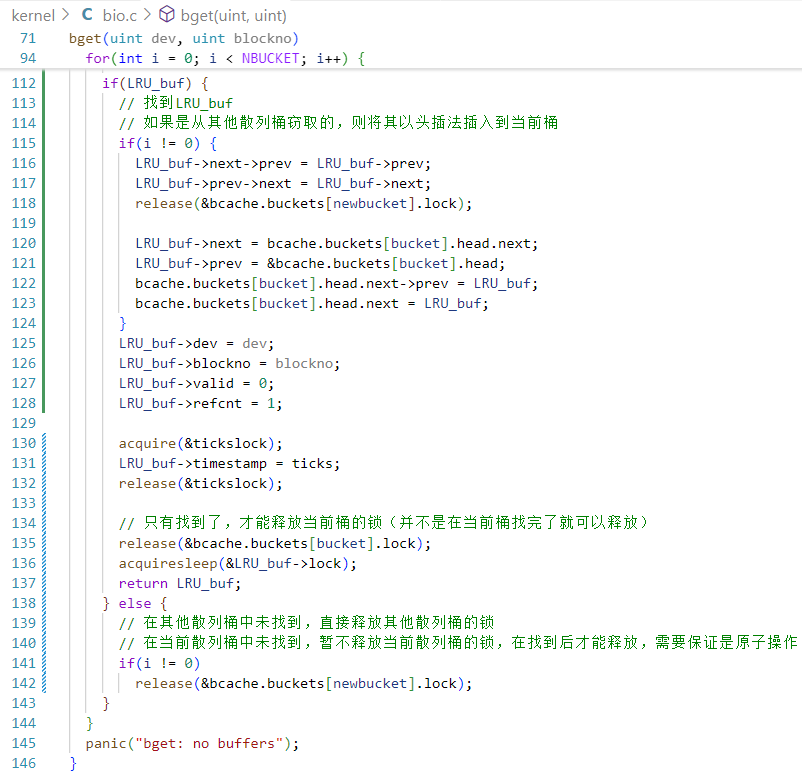 kernel > C bio.c > bget(uint, uint)
71 bget(uint dev, uint blockno)
94 for(int i = 0; i < NBUCKET; i++) {
112 if(LRU_buf) {
113 // 找到LRU_buf
114 // 如果是从其他散列桶窃取的，则将其以头插法插入到当前桶
115 if(i != 0) {
116 LRU_buf->next->prev = LRU_buf->prev;
117 LRU_buf->prev->next = LRU_buf->next;
118 release(&bcache.buckets[newbucket].lock);
119
120 LRU_buf->next = bcache.buckets[bucket].head.next;
121 LRU_buf->prev = &bcache.buckets[bucket].head;
122 bcache.buckets[bucket].head.next->prev = LRU_buf;
123 bcache.buckets[bucket].head.next = LRU_buf;
124 }
125 LRU_buf->dev = dev;
126 LRU_buf->blockno = blockno;
127 LRU_buf->valid = 0;
128 LRU_buf->refcnt = 1;
129
130 acquire(&tickslock);
131 LRU_buf->timestamp = ticks;
132 release(&tickslock);
133
134 // 只有找到了，才能释放当前桶的锁（并不是在当前桶找完了就可以释放）
135 release(&bcache.buckets[bucket].lock);
136 acquiresleep(&LRU_buf->lock);
137 return LRU_buf;
138 } else {
139 // 在其他散列桶中未找到，直接释放其他散列桶的锁
140 // 在当前散列桶中未找到，暂不释放当前散列桶的锁，在找到后才能释放，需要保证是原子操作
141 if(i != 0)
142 release(&bcache.buckets[newbucket].lock);
143 }
144 }
145 panic("bget: no buffers");
146 }